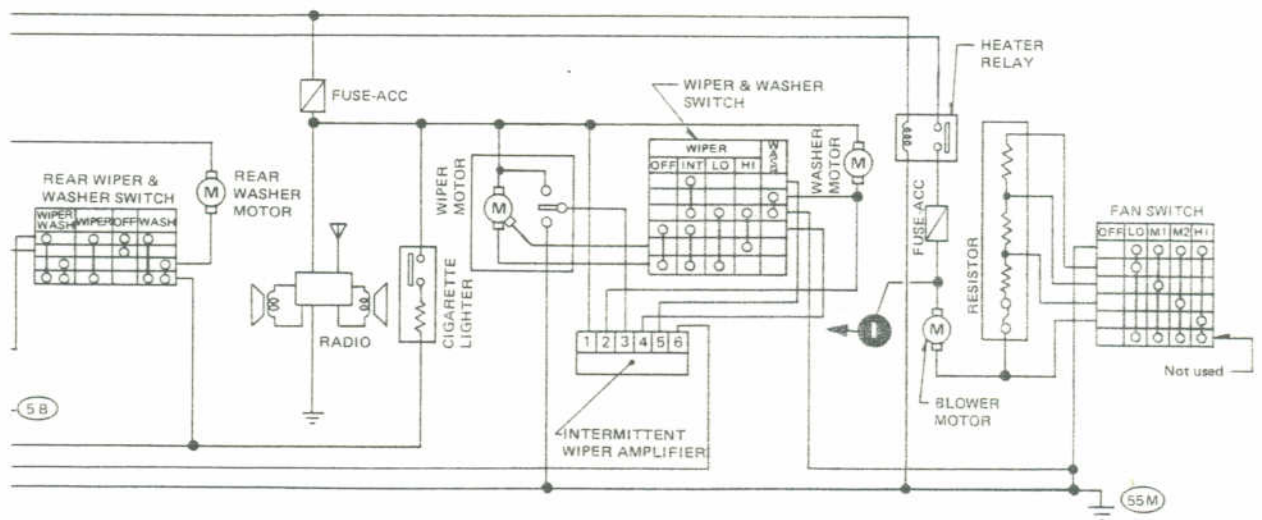 HEATER
RELAY
FUSE-ACC
WIPER & WASHER
SWITCH
WIPER
WASH
OFF INT LO HI
WASHER
MOTOR
M
REAR WIPER &
WASHER SWITCH
WIPER
WASH
WIPER OFF WASH
M
REAR
WASHER
MOTOR
WIPER
MOTOR
M
FUSE-ACC
RESISTOR
FAN SWITCH
OFF LO M1 M2 HI
CIGARETTE
LIGHTER
RADIO
1 2 3 4 5 6
I
M
Not used
5B
BLOWER
MOTOR
INTERMITTENT
WIPER AMPLIFIER
55M